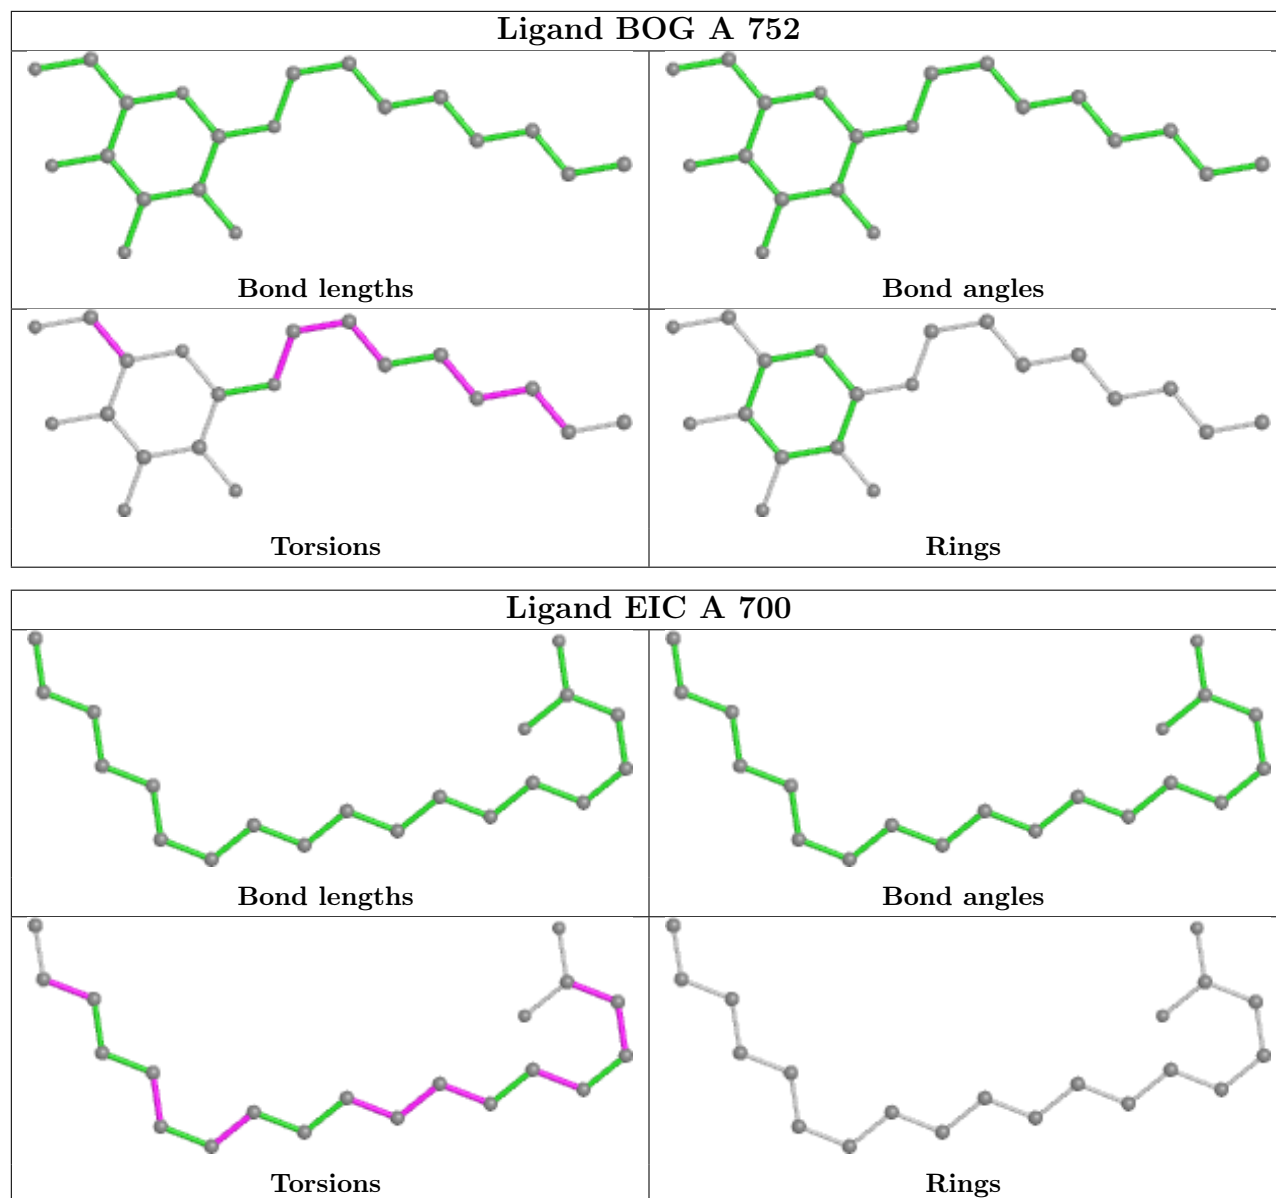 Ligand BOG A 752
Bond lengths
Bond angles
Torsions
Rings
Ligand EIC A 700
Bond lengths
Bond angles
Torsions
Rings